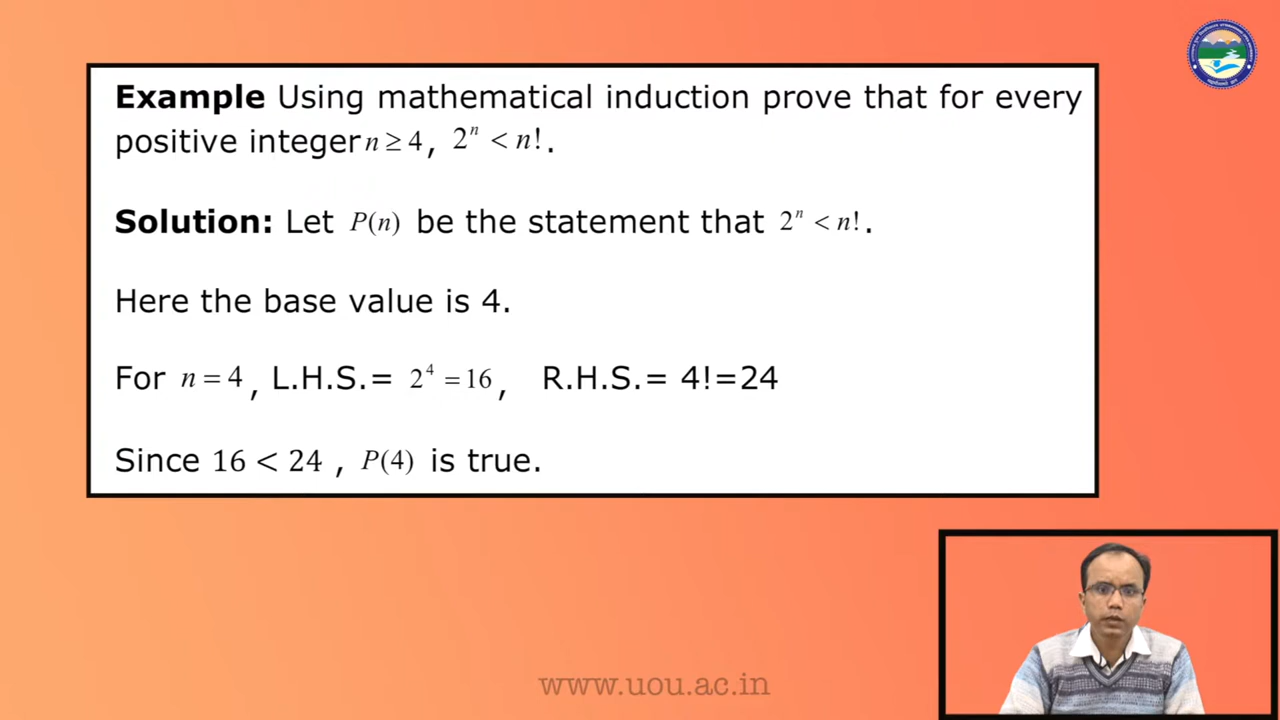 Example Using mathematical induction prove that for every
positive integer n ≥ 4, 2ⁿ < n!.
Solution: Let P(n) be the statement that 2ⁿ < n!.
Here the base value is 4.
For n = 4, L.H.S.= 2⁴ = 16, R.H.S.= 4!=24
Since 16 < 24 , P(4) is true.
www.uou.ac.in